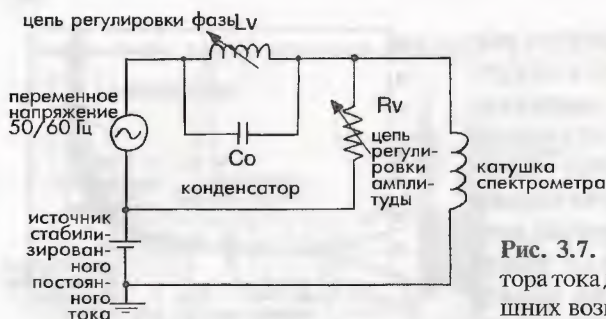 цепь регулировки фазы Lv
переменное
напряжение
50/60 Гц
Co
конденсатор
Rv
цепь
регули-
ровки
ампли-
туды
катушка
спектрометра
источник
стабили-
зирован-
ного
постоян-
ного
тока
Рис. 3.7.
тора тока,
шних возм